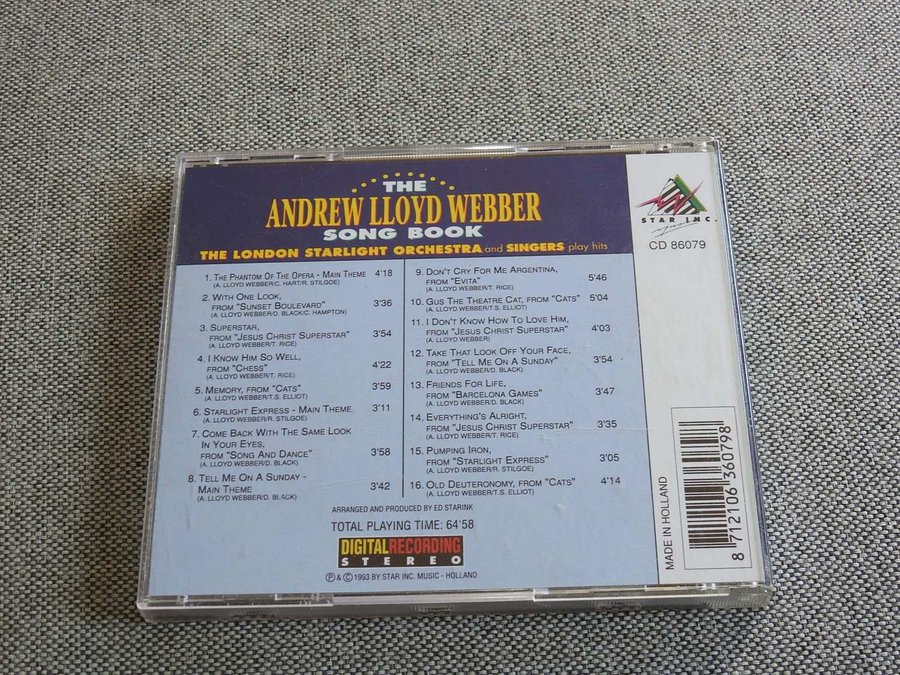 THE
ANDREW LLOYD WEBBER
SONG BOOK
THE LONDON STARLIGHT ORCHESTRA and SINGERS play hits
1. THE PHANTOM OF THE OPERA - MAIN THEME 4'18
(A. LLOYD WEBBER/C. HART/R. STILGOE)
2. WITH ONE LOOK,
FROM "SUNSET BOULEVARD" 3'36
(A. LLOYD WEBBER/D. BLACK/C. HAMPTON)
3. SUPERSTAR,
FROM "JESUS CHRIST SUPERSTAR" 3'54
(A. LLOYD WEBBER/T. RICE)
4. I KNOW HIM SO WELL,
FROM "CHESS" 4'22
(A. LLOYD WEBBER/T. RICE)
5. MEMORY, FROM "CATS" 3'59
(A. LLOYD WEBBER/T.S. ELLIOT)
6. STARLIGHT EXPRESS - MAIN THEME 3'11
(A. LLOYD WEBBER/R. STILGOE)
7. COME BACK WITH THE SAME LOOK
IN YOUR EYES,
FROM "SONG AND DANCE" 3'58
(A. LLOYD WEBBER/D. BLACK)
8. TELL ME ON A SUNDAY -
MAIN THEME 3'42
(A. LLOYD WEBBER/D. BLACK)
9. DON'T CRY FOR ME ARGENTINA,
FROM "EVITA" 5'46
(A. LLOYD WEBBER/T. RICE)
10. GUS THE THEATRE CAT, FROM "CATS" 5'04
(A. LLOYD WEBBER/T.S. ELLIOT)
11. I DON'T KNOW HOW TO LOVE HIM,
FROM "JESUS CHRIST SUPERSTAR" 4'03
(A. LLOYD WEBBER)
12. TAKE THAT LOOK OFF YOUR FACE,
FROM "TELL ME ON A SUNDAY" 3'54
(A. LLOYD WEBBER/D. BLACK)
13. FRIENDS FOR LIFE,
FROM "BARCELONA GAMES" 3'47
(A. LLOYD WEBBER/D. BLACK)
14. EVERYTHING'S ALRIGHT,
FROM "JESUS CHRIST SUPERSTAR" 3'35
(A. LLOYD WEBBER/T. RICE)
15. PUMPING IRON,
FROM "STARLIGHT EXPRESS" 3'05
(A. LLOYD WEBBER/R. STILGOE)
16. OLD DEUTERONOMY, FROM "CATS" 4'14
(A. LLOYD WEBBER/T.S. ELLIOT)
ARRANGED AND PRODUCED BY ED STARINK
TOTAL PLAYING TIME: 64'58
DIGITAL RECORDING
STEREO
℗ & © 1993 BY STAR INC. MUSIC - HOLLAND
STAR INC.
music
CD 86079
MADE IN HOLLAND
8 712106 360798